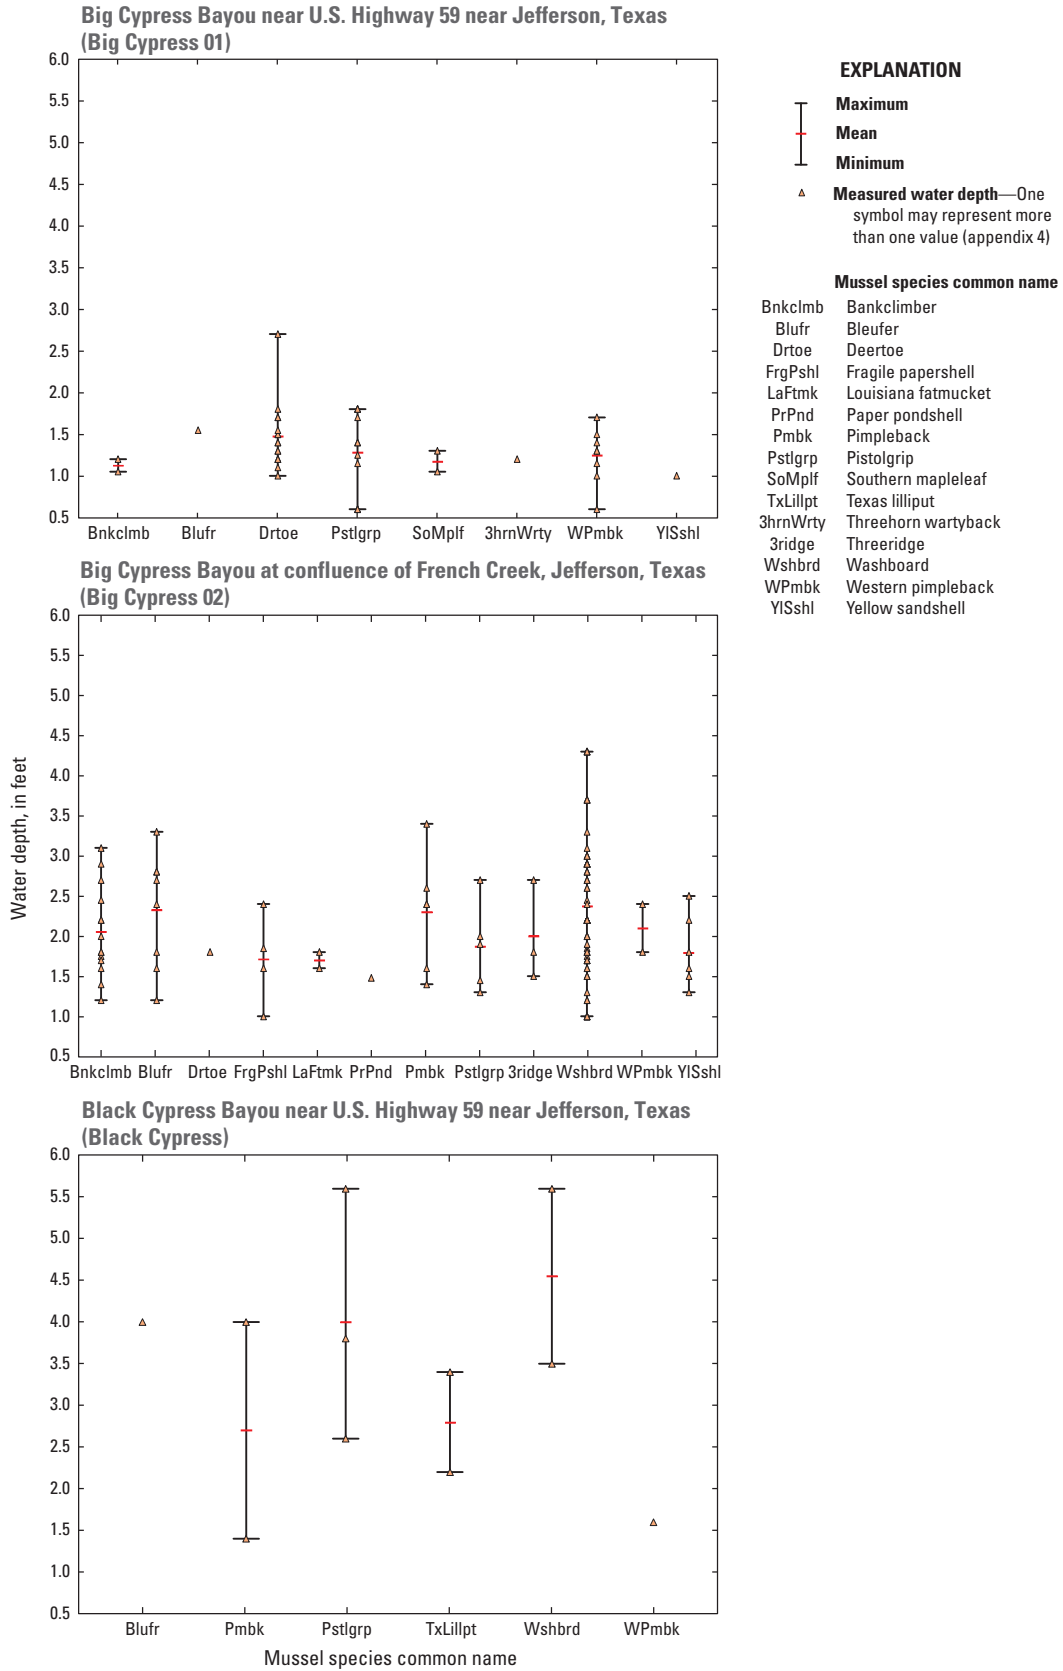 Big Cypress Bayou near U.S. Highway 59 near Jefferson, Texas
(Big Cypress 01)
6.0
5.5
5.0
4.5
4.0
3.5
3.0
2.5
2.0
1.5
1.0
0.5
Bnkclmb Blufr Drtoe Pstlgrp SoMplf 3hrnWrty WPmbk YlSshl
EXPLANATION
Maximum
Mean
Minimum
Measured water depth—One
symbol may represent more
than one value (appendix 4)
Mussel species common name
Bnkclmb Bankclimber
Blufr Bleufer
Drtoe Deertoe
FrgPshl Fragile papershell
LaFtmk Louisiana fatmucket
PrPnd Paper pondshell
Pmbk Pimpleback
Pstlgrp Pistolgrip
SoMplf Southern mapleleaf
TxLillpt Texas lilliput
3hrnWrty Threehorn wartyback
3ridge Threeridge
Wshbrd Washboard
WPmbk Western pimpleback
YlSshl Yellow sandshell
Big Cypress Bayou at confluence of French Creek, Jefferson, Texas
(Big Cypress 02)
6.0
5.5
5.0
4.5
4.0
3.5
3.0
2.5
2.0
1.5
1.0
0.5
Water depth, in feet
Bnkclmb Blufr Drtoe FrgPshl LaFtmk PrPnd Pmbk Pstlgrp 3ridge Wshbrd WPmbk YlSshl
Black Cypress Bayou near U.S. Highway 59 near Jefferson, Texas
(Black Cypress)
6.0
5.5
5.0
4.5
4.0
3.5
3.0
2.5
2.0
1.5
1.0
0.5
Blufr Pmbk Pstlgrp TxLillpt Wshbrd WPmbk
Mussel species common name